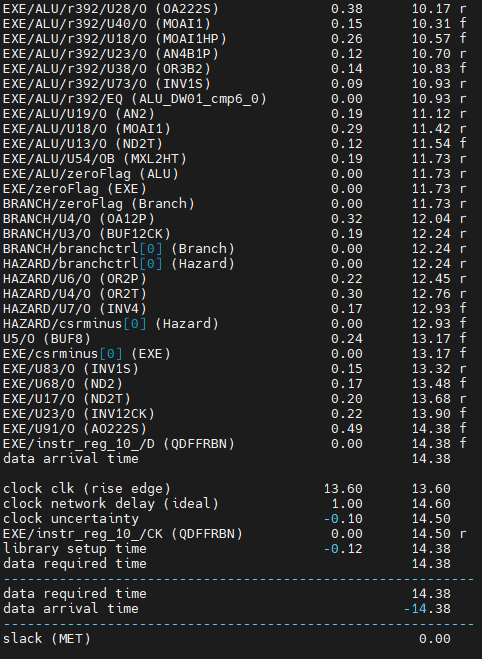 EXE/ALU/r392/U28/O (OA222S) 0.38 10.17 r
EXE/ALU/r392/U40/O (MOAI1) 0.15 10.31 f
EXE/ALU/r392/U18/O (MOAI1HP) 0.26 10.57 f
EXE/ALU/r392/U23/O (AN4B1P) 0.12 10.70 r
EXE/ALU/r392/U38/O (OR3B2) 0.14 10.83 f
EXE/ALU/r392/U73/O (INV1S) 0.09 10.93 r
EXE/ALU/r392/EQ (ALU_DW01_cmp6_0) 0.00 10.93 r
EXE/ALU/U19/O (AN2) 0.19 11.12 r
EXE/ALU/U18/O (MOAI1) 0.29 11.42 r
EXE/ALU/U13/O (ND2T) 0.12 11.54 f
EXE/ALU/U54/OB (MXL2HT) 0.19 11.73 r
EXE/ALU/zeroFlag (ALU) 0.00 11.73 r
EXE/zeroFlag (EXE) 0.00 11.73 r
BRANCH/zeroFlag (Branch) 0.00 11.73 r
BRANCH/U4/O (OA12P) 0.32 12.04 r
BRANCH/U3/O (BUF12CK) 0.19 12.24 r
BRANCH/branchctrl[0] (Branch) 0.00 12.24 r
HAZARD/branchctrl[0] (Hazard) 0.00 12.24 r
HAZARD/U6/O (OR2P) 0.22 12.45 r
HAZARD/U4/O (OR2T) 0.30 12.76 r
HAZARD/U7/O (INV4) 0.17 12.93 f
HAZARD/csrminus[0] (Hazard) 0.00 12.93 f
U5/O (BUF8) 0.24 13.17 f
EXE/csrminus[0] (EXE) 0.00 13.17 f
EXE/U83/O (INV1S) 0.15 13.32 r
EXE/U68/O (ND2) 0.17 13.48 f
EXE/U17/O (ND2T) 0.20 13.68 r
EXE/U23/O (INV12CK) 0.22 13.90 f
EXE/U91/O (AO222S) 0.49 14.38 f
EXE/instr_reg_10_/D (QDFFRBN) 0.00 14.38 f
data arrival time 14.38
clock clk (rise edge) 13.60 13.60
clock network delay (ideal) 1.00 14.60
clock uncertainty -0.10 14.50
EXE/instr_reg_10_/CK (QDFFRBN) 0.00 14.50 r
library setup time -0.12 14.38
data required time 14.38
-----------------------------------------------------------
data required time 14.38
data arrival time -14.38
-----------------------------------------------------------
slack (MET) 0.00